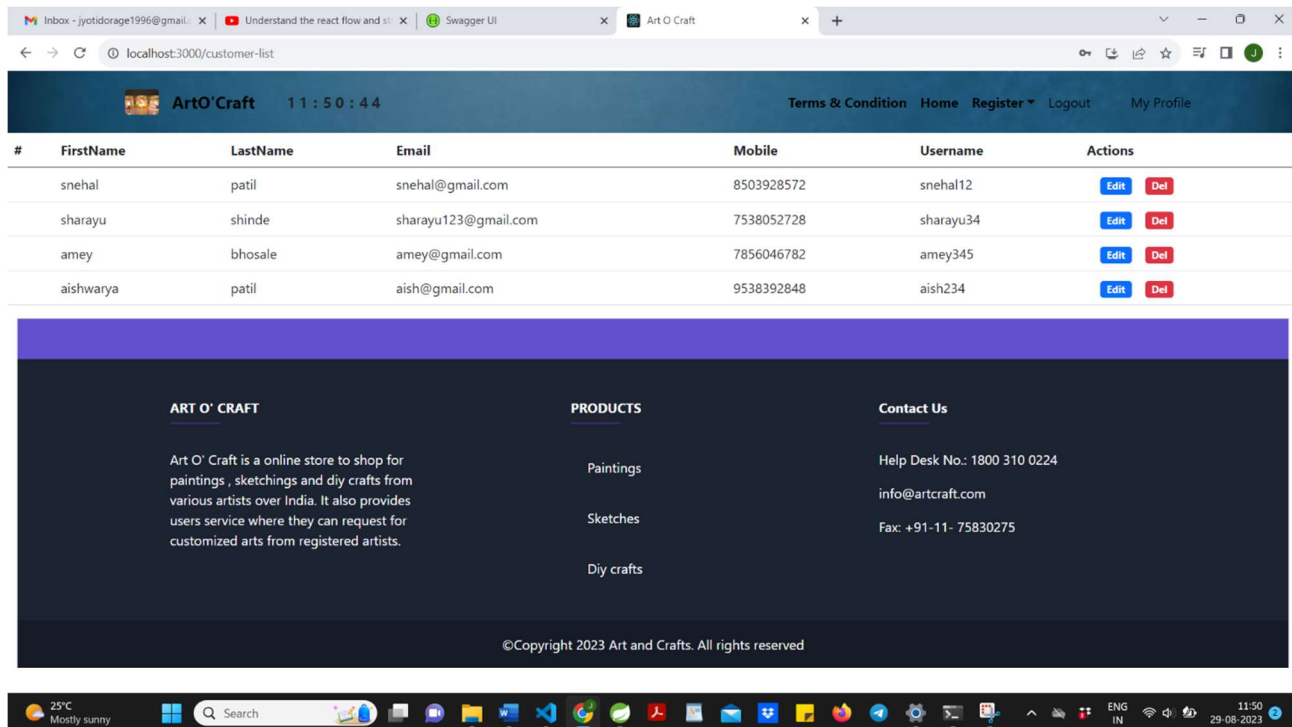 Inbox - jyotidorage1996@gmail. Understand the react flow and st Swagger UI Art O Craft
localhost:3000/customer-list
ArtO'Craft 11:50:44 Terms & Condition Home Register Logout My Profile
# FirstName LastName Email Mobile Username Actions
snehal patil snehal@gmail.com 8503928572 snehal12 Edit Del
sharayu shinde sharayu123@gmail.com 7538052728 sharayu34 Edit Del
amey bhosale amey@gmail.com 7856046782 amey345 Edit Del
aishwarya patil aish@gmail.com 9538392848 aish234 Edit Del
ART O' CRAFT
Art O' Craft is a online store to shop for
paintings , sketchings and diy crafts from
various artists over India. It also provides
users service where they can request for
customized arts from registered artists.
PRODUCTS
Paintings
Sketches
Diy crafts
Contact Us
Help Desk No.: 1800 310 0224
info@artcraft.com
Fax: +91-11- 75830275
©Copyright 2023 Art and Crafts. All rights reserved
25°C
Mostly sunny
Search
ENG
IN
11:50
29-08-2023
2